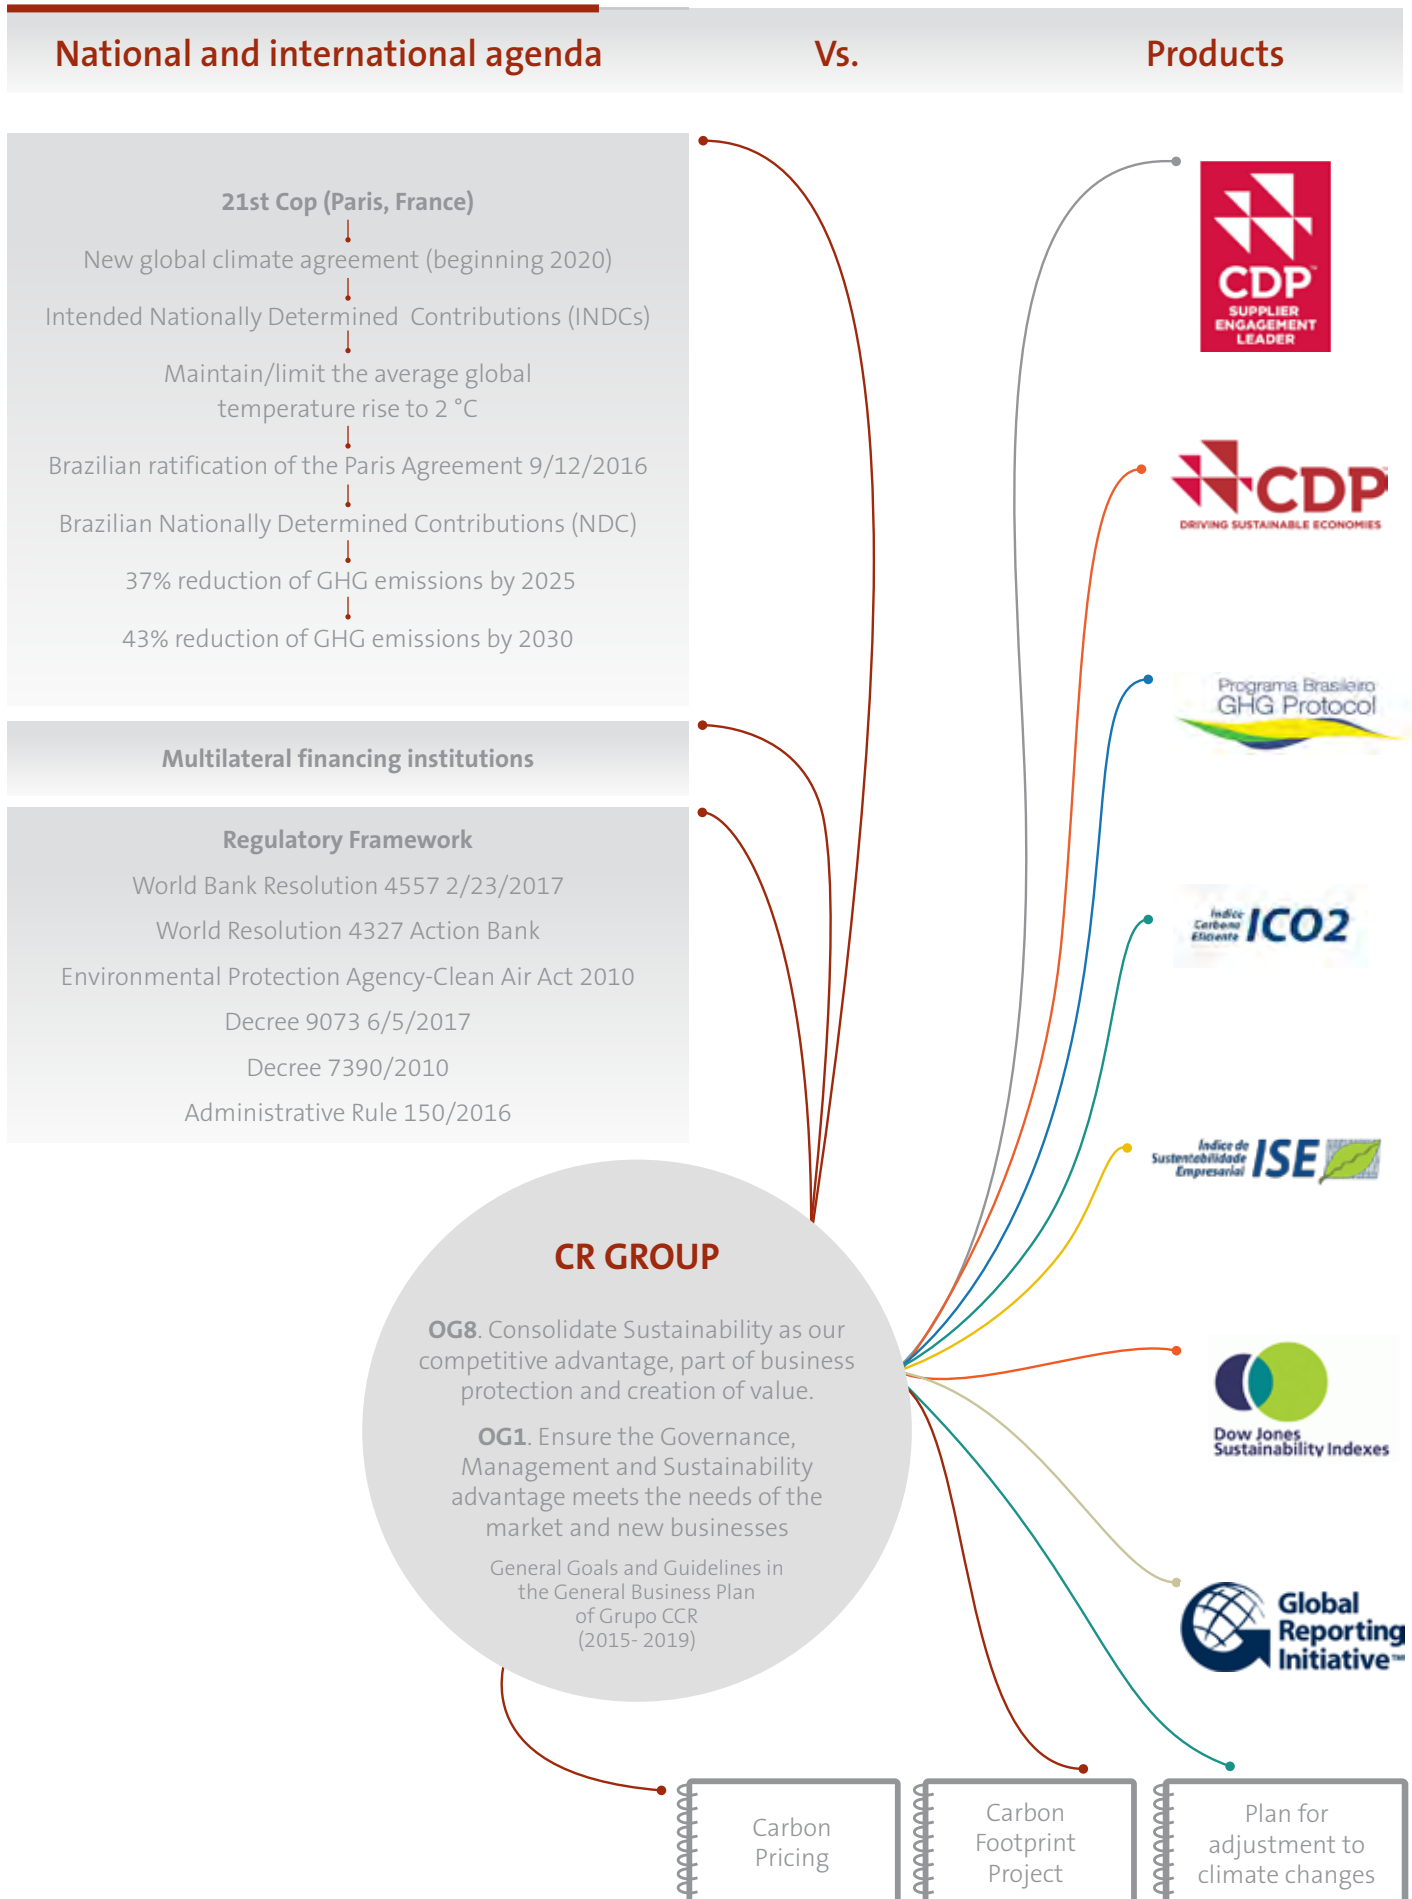 National and international agenda
Vs.
Products
21st Cop (Paris, France)
New global climate agreement (beginning 2020)
Intended Nationally Determined Contributions (INDCs)
Maintain/limit the average global
temperature rise to 2 °C
Brazilian ratification of the Paris Agreement 9/12/2016
Brazilian Nationally Determined Contributions (NDC)
37% reduction of GHG emissions by 2025
43% reduction of GHG emissions by 2030
Multilateral financing institutions
Regulatory Framework
World Bank Resolution 4557 2/23/2017
World Resolution 4327 Action Bank
Environmental Protection Agency-Clean Air Act 2010
Decree 9073 6/5/2017
Decree 7390/2010
Administrative Rule 150/2016
CDP™
SUPPLIER
ENGAGEMENT
LEADER
CDP
DRIVING SUSTAINABLE ECONOMIES
Programa Brasileiro
GHG Protocol
Índice
Carbono
Eficiente
ICO2
Índice de
Sustentabilidade
Empresarial
ISE
Dow Jones
Sustainability Indexes
Global
Reporting
Initiative™
CR GROUP
OG8. Consolidate Sustainability as our
competitive advantage, part of business
protection and creation of value.
OG1. Ensure the Governance,
Management and Sustainability
advantage meets the needs of the
market and new businesses
General Goals and Guidelines in
the General Business Plan
of Grupo CCR
(2015- 2019)
Carbon
Pricing
Carbon
Footprint
Project
Plan for
adjustment to
climate changes